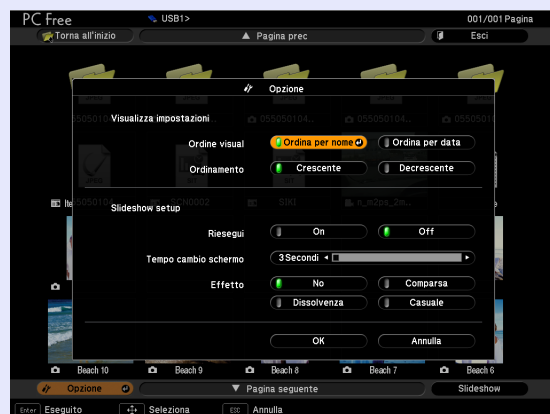 PC Free USB1> 001/001 Pagina
Torna all'inizio ▲ Pagina prec Esci
Opzione
Visualizza impostazioni
Ordine visual Ordina per nome Ordina per data
Ordinamento Crescente Decrescente
Slideshow setup
Riesegui On Off
Tempo cambio schermo 3Secondi
Effetto No Comparsa
Dissolvenza Casuale
OK Annulla
Beach 10 Beach 9 Beach 8 Beach 7 Beach 6
Opzione ▼ Pagina seguente Slideshow
Enter Eseguito Seleziona ESC Annulla